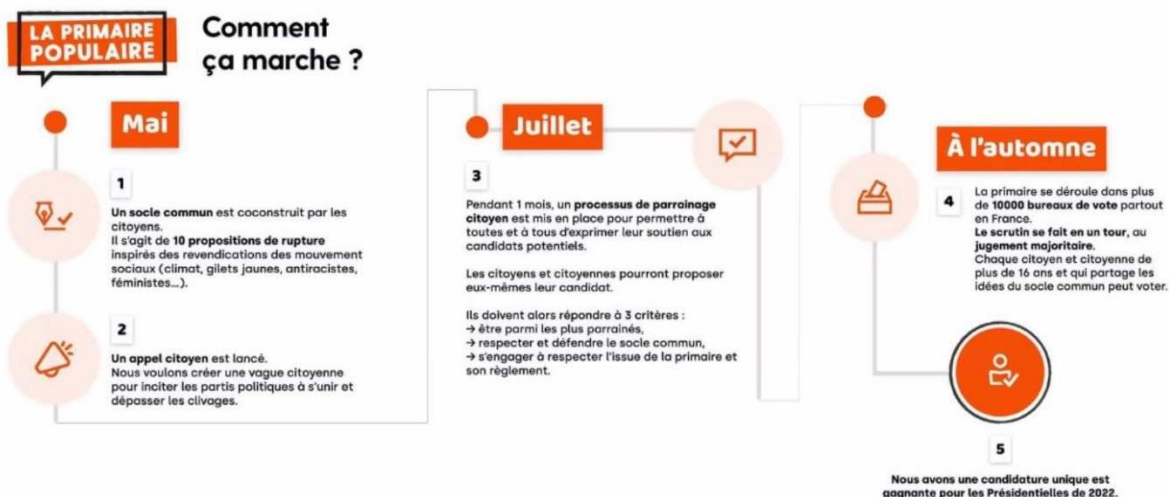 LA PRIMAIRE
POPULAIRE
Comment
ça marche ?
Mai
1
Un socle commun est coconstruit par les
citoyens.
Il s'agit de 10 propositions de rupture
inspirés des revendications des mouvement
sociaux (climat, gilets jaunes, antiracistes,
féministes...).
2
Un appel citoyen est lancé.
Nous voulons créer une vague citoyenne
pour inciter les partis politiques à s'unir et
dépasser les clivages.
Juillet
3
Pendant 1 mois, un processus de parrainage
citoyen est mis en place pour permettre à
toutes et à tous d'exprimer leur soutien aux
candidats potentiels.
Les citoyens et citoyennes pourront proposer
eux-mêmes leur candidat.
Ils doivent alors répondre à 3 critères :
→ être parmi les plus parrainés,
→ respecter et défendre le socle commun,
→ s'engager à respecter l'issue de la primaire et
son règlement.
À l'automne
4
La primaire se déroule dans plus
de 10000 bureaux de vote partout
en France.
Le scrutin se fait en un tour, au
jugement majoritaire.
Chaque citoyen et citoyenne de
plus de 16 ans et qui partage les
idées du socle commun peut voter.
5
Nous avons une candidature unique est
gagnante pour les Présidentielles de 2022.